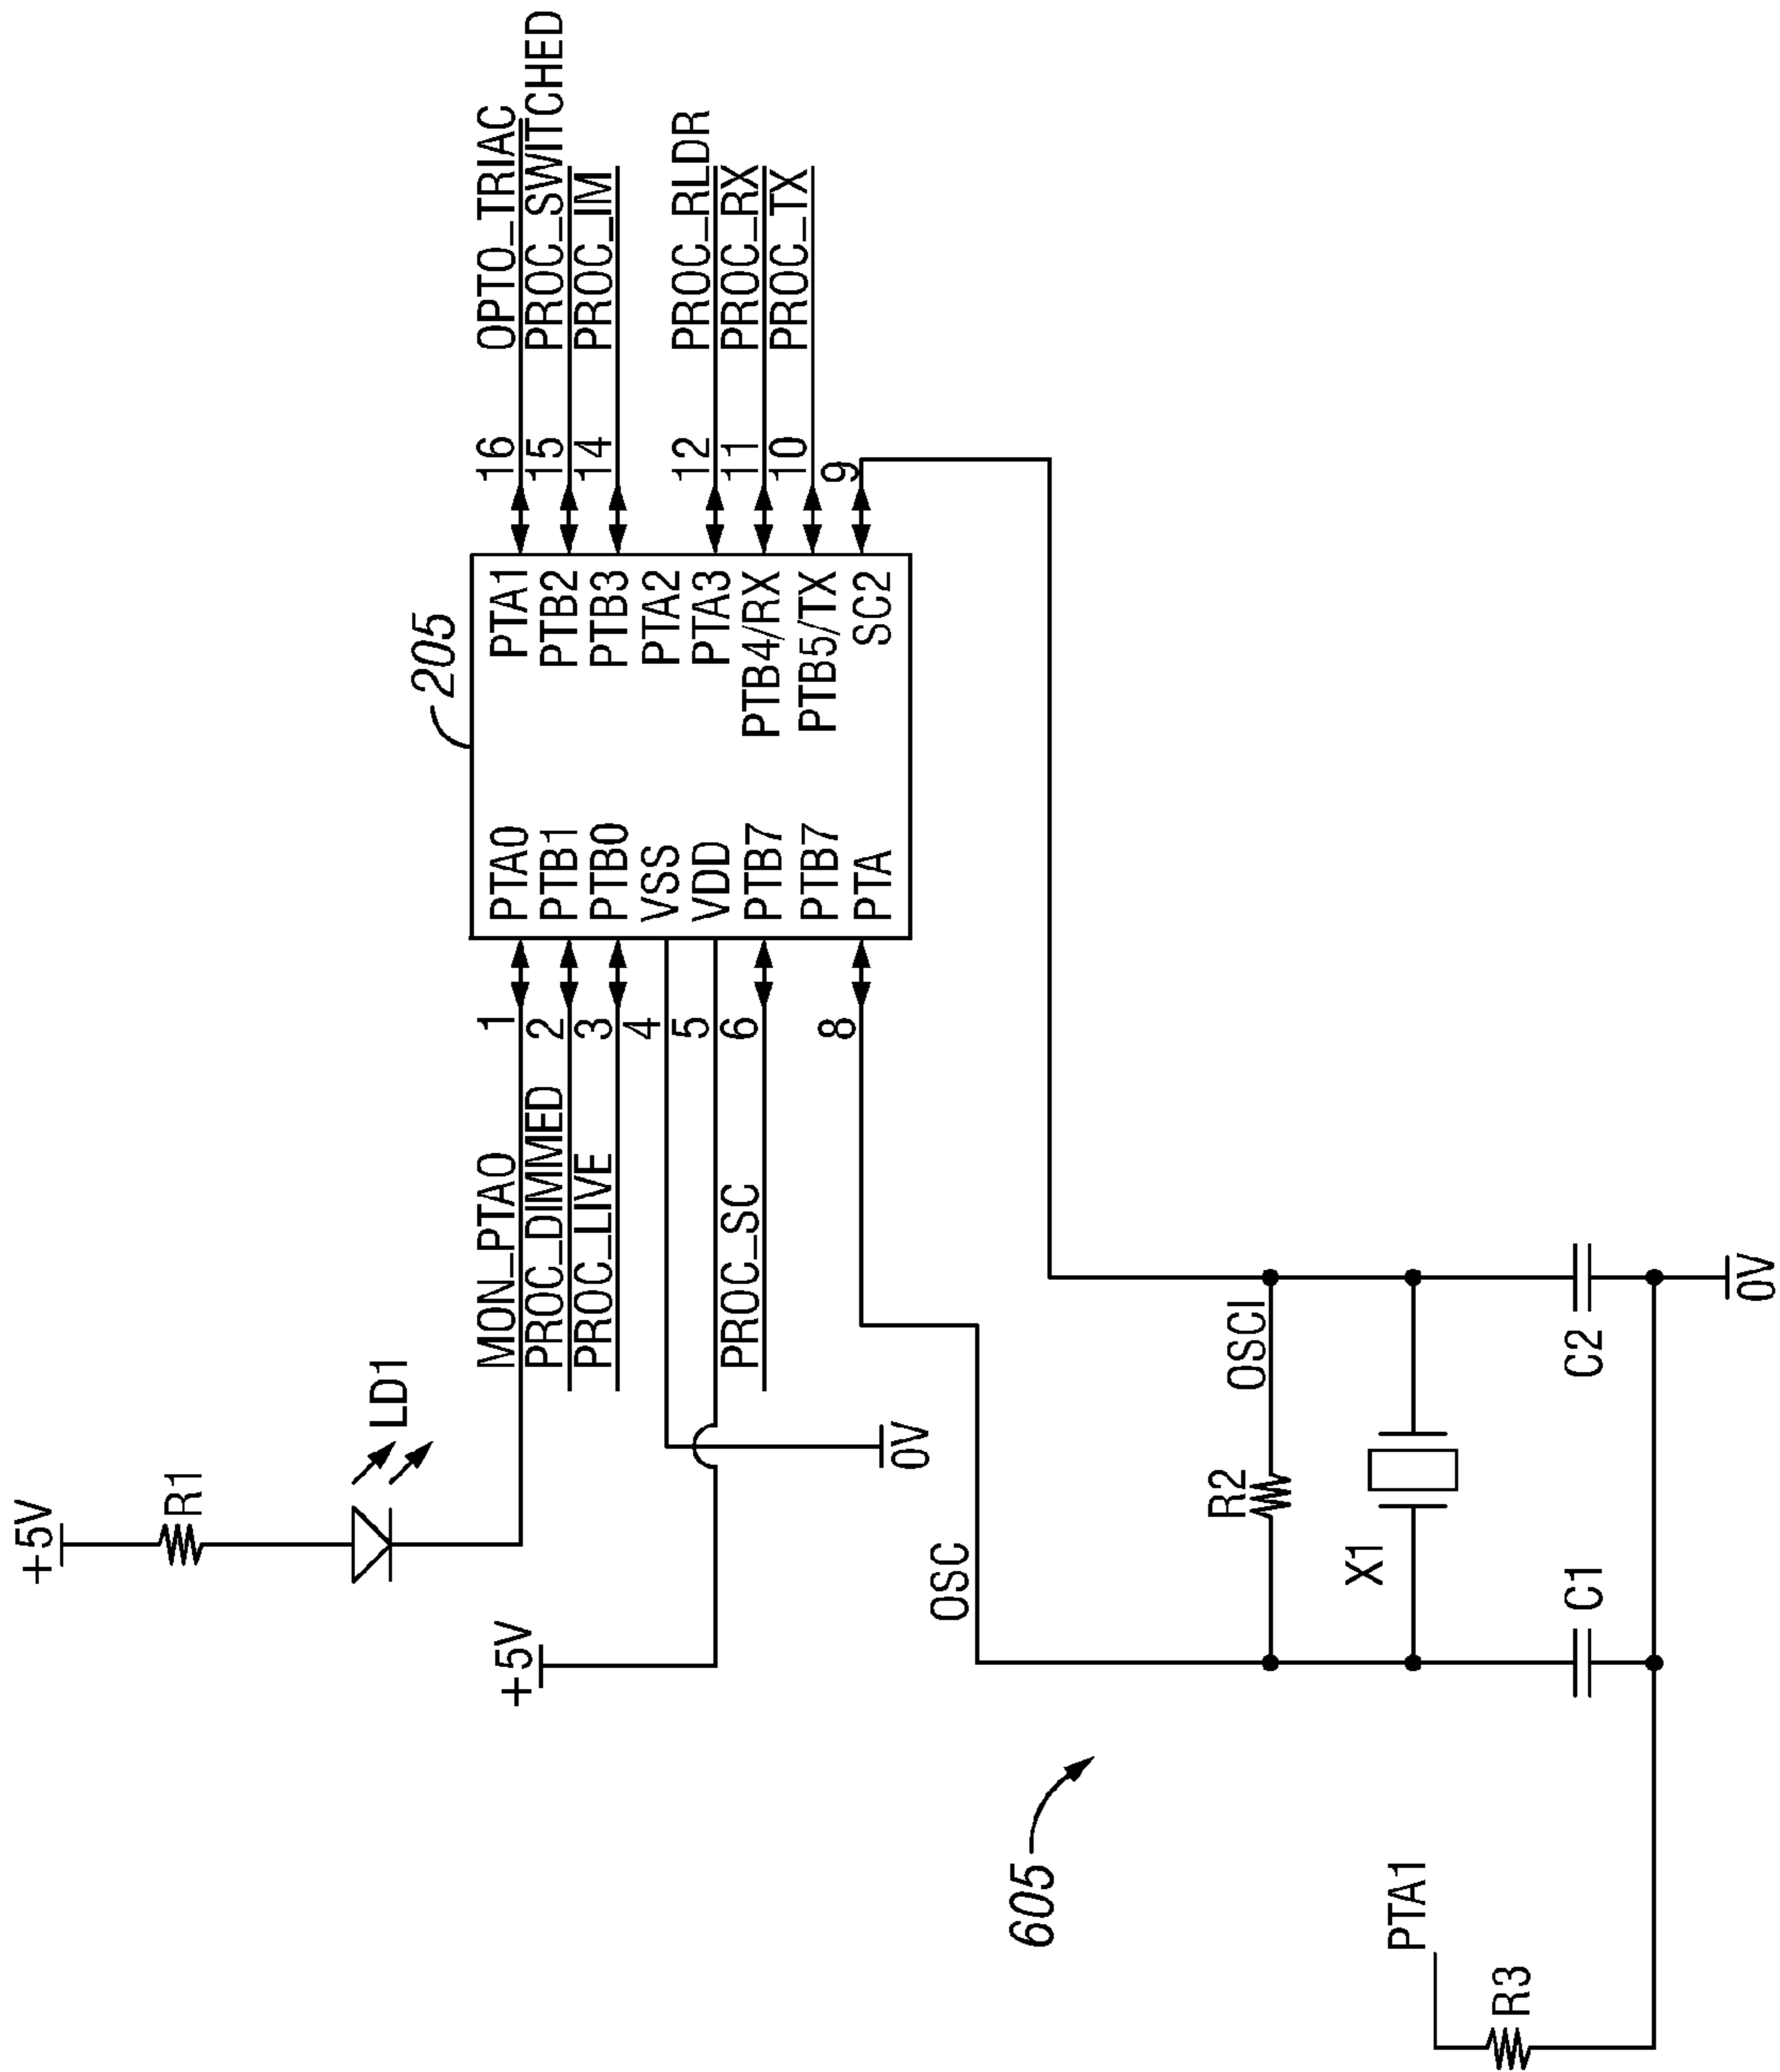 +5V
R1
LD1
+5V
MON_PTA0
PROC_DIMMED
PROC_LIVE
PROC_SC
0V
1
2
3
4
5
6
8
205
PTA0
PTB1
PTB0
VSS
VDD
PTB7
PTB7
PTA
PTA1
PTB2
PTB3
PTA2
PTA3
PTB4/RX
PTB5/TX
SC2
16
15
14
12
11
10
9
OPTO_TRIAC
PROC_SWITCHED
PROC_IM
PROC_RLDR
PROC_RX
PROC_TX
605
OSC
R2
OSCI
X1
C1
C2
0V
PTA1
R3